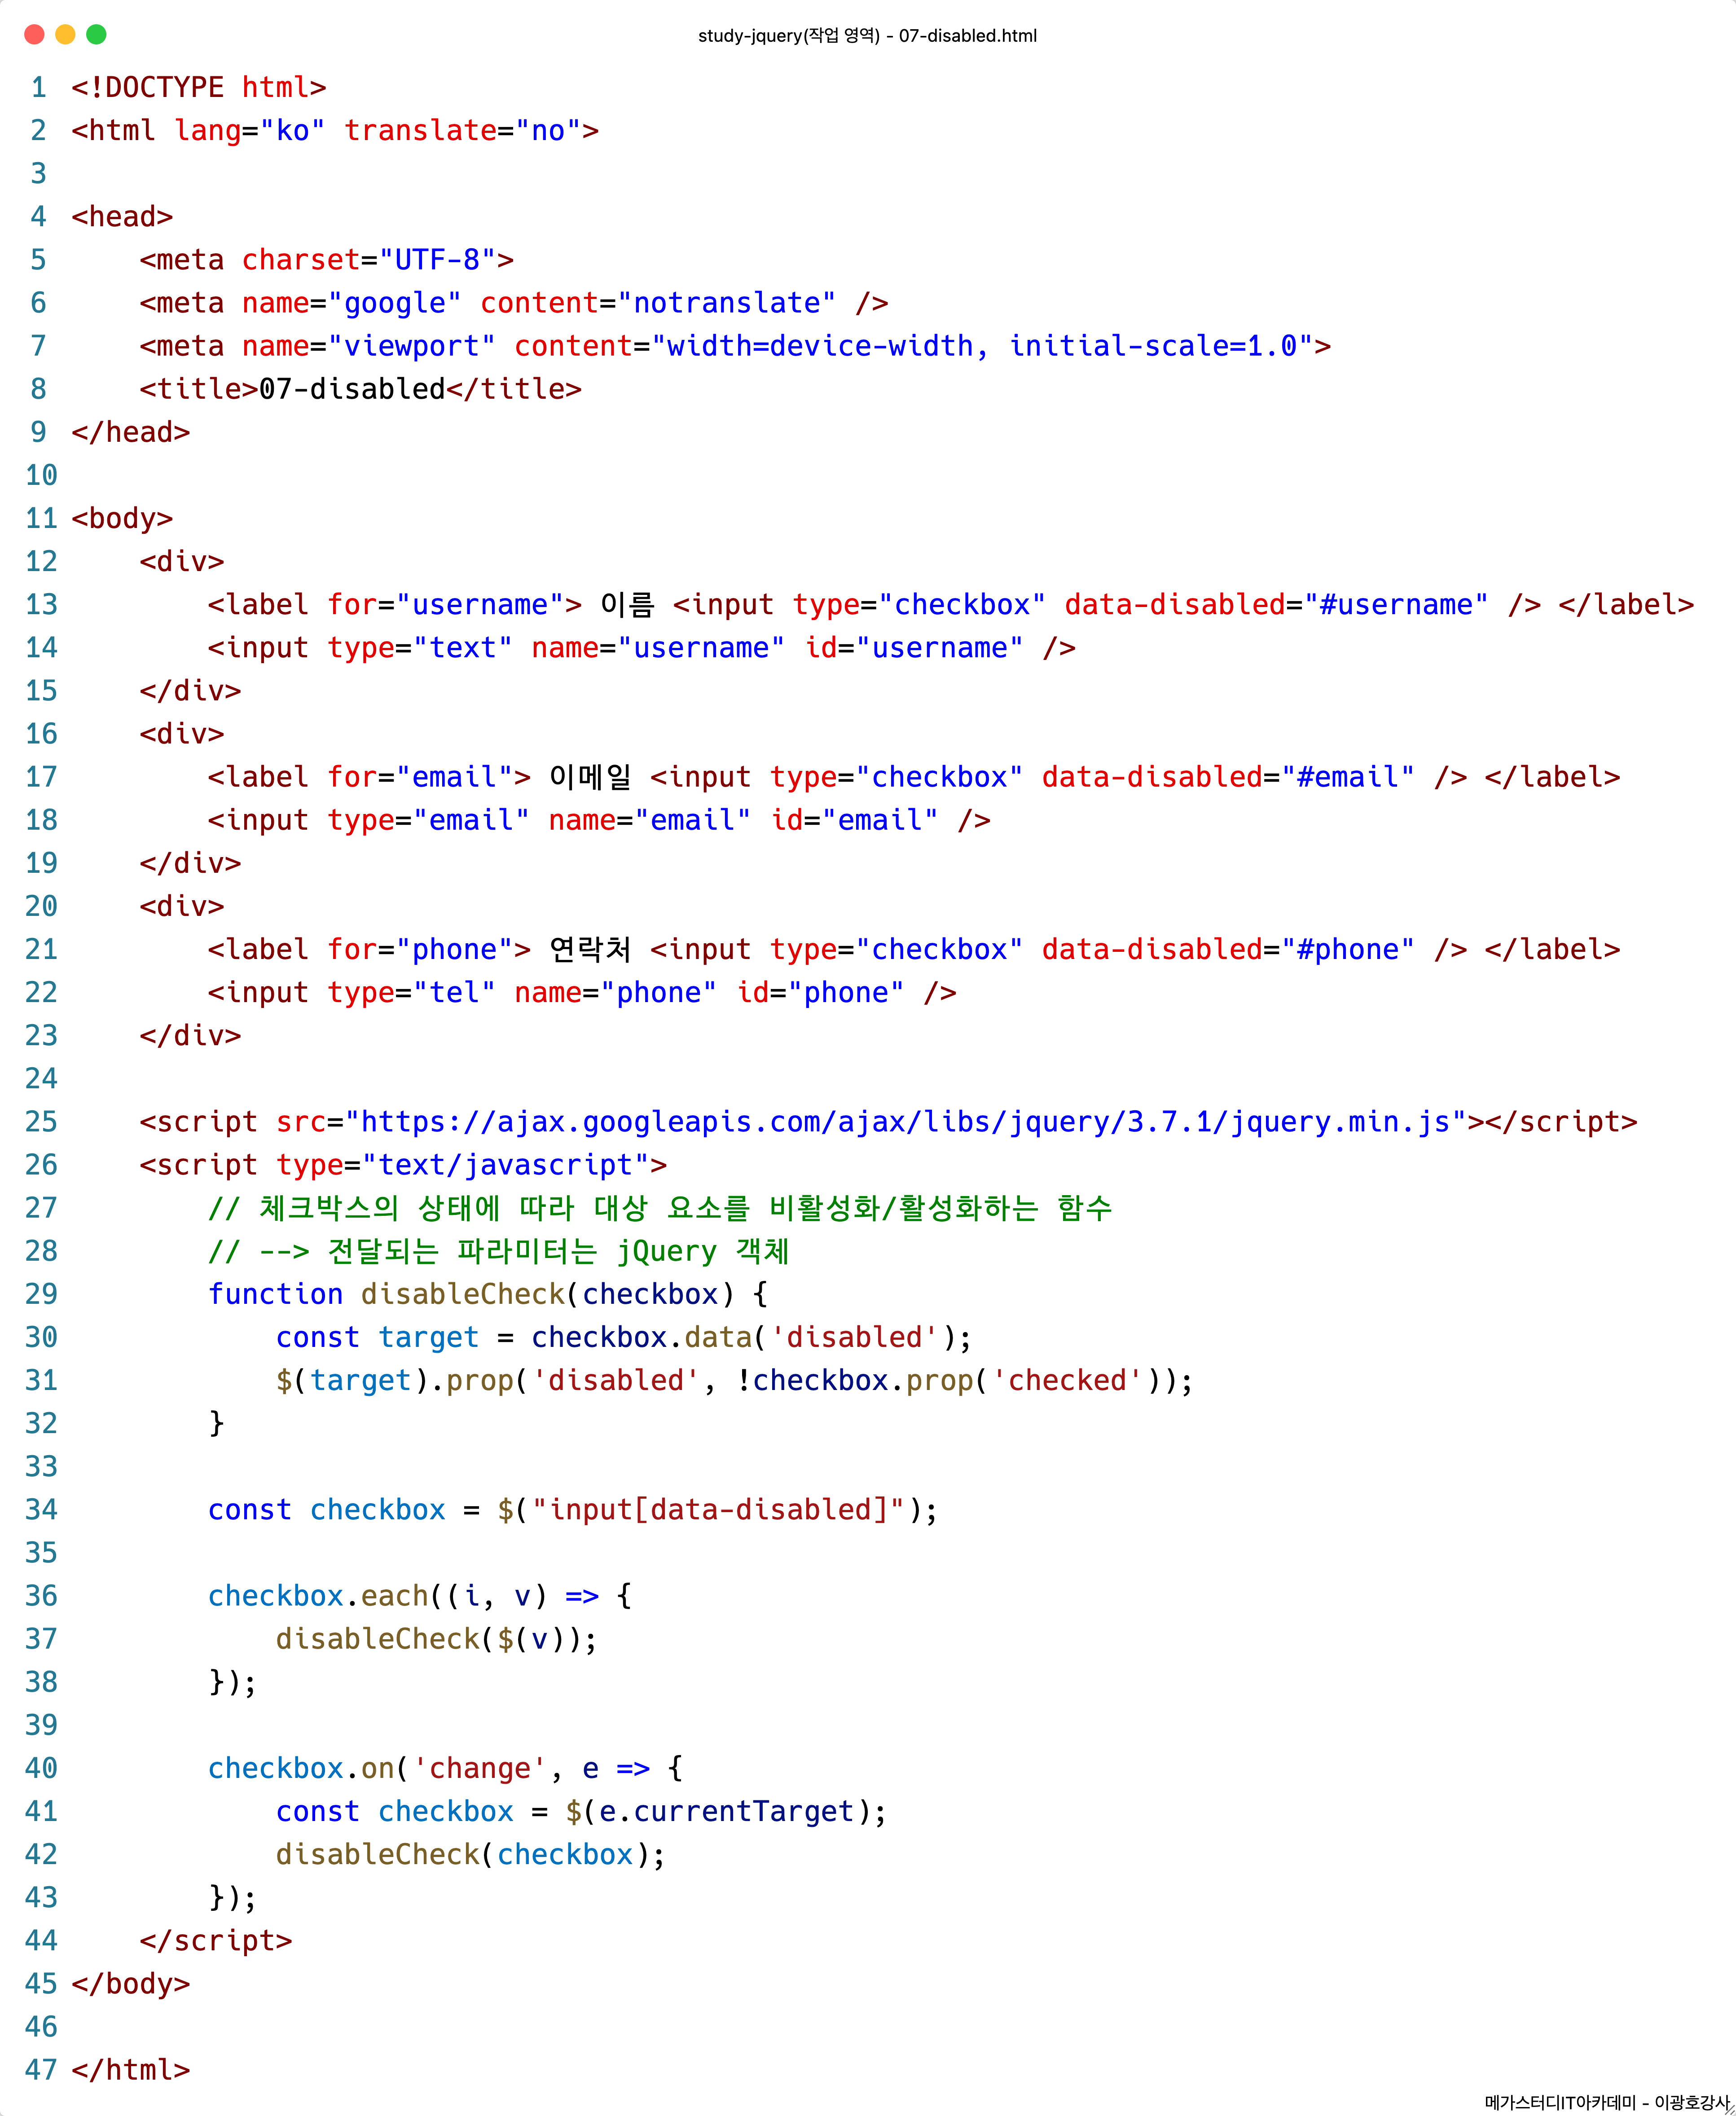 study-jquery(작업 영역) - 07-disabled.html
1 <!DOCTYPE html>
2 <html lang="ko" translate="no">
3
4 <head>
5     <meta charset="UTF-8">
6     <meta name="google" content="notranslate" />
7     <meta name="viewport" content="width=device-width, initial-scale=1.0">
8     <title>07-disabled</title>
9 </head>
10
11 <body>
12     <div>
13         <label for="username"> 이름 <input type="checkbox" data-disabled="#username" /> </label>
14         <input type="text" name="username" id="username" />
15     </div>
16     <div>
17         <label for="email"> 이메일 <input type="checkbox" data-disabled="#email" /> </label>
18         <input type="email" name="email" id="email" />
19     </div>
20     <div>
21         <label for="phone"> 연락처 <input type="checkbox" data-disabled="#phone" /> </label>
22         <input type="tel" name="phone" id="phone" />
23     </div>
24
25     <script src="https://ajax.googleapis.com/ajax/libs/jquery/3.7.1/jquery.min.js"></script>
26     <script type="text/javascript">
27         // 체크박스의 상태에 따라 대상 요소를 비활성화/활성화하는 함수
28         // --> 전달되는 파라미터는 jQuery 객체
29         function disableCheck(checkbox) {
30             const target = checkbox.data('disabled');
31             $(target).prop('disabled', !checkbox.prop('checked'));
32         }
33
34         const checkbox = $("input[data-disabled]");
35
36         checkbox.each((i, v) => {
37             disableCheck($(v));
38         });
39
40         checkbox.on('change', e => {
41             const checkbox = $(e.currentTarget);
42             disableCheck(checkbox);
43         });
44     </script>
45 </body>
46
47 </html>
메가스터디IT아카데미 - 이광호강사